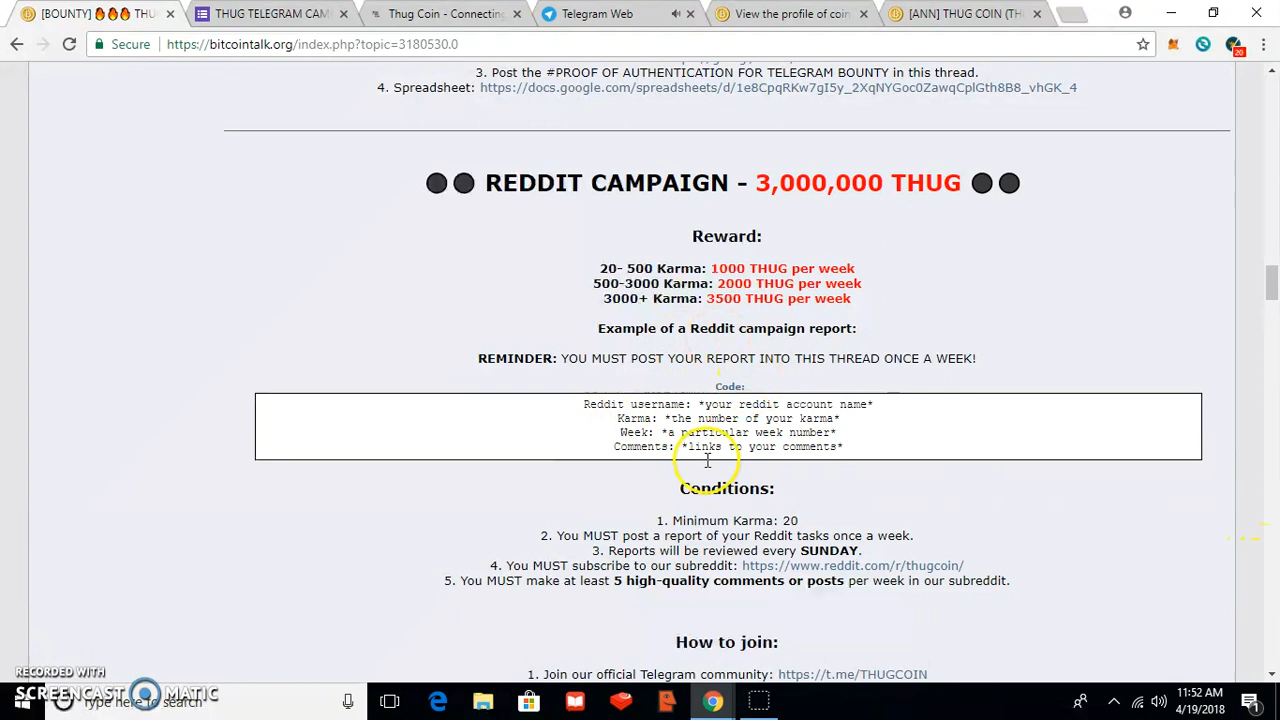 [BOUNTY] 🔥🔥🔥 THU
THUG TELEGRAM CAM
Thug Coin - Connecting
Telegram Web
View the profile of coin
[ANN] THUG COIN (TH
Secure
https://bitcointalk.org/index.php?topic=3180530.0
20
3. Post the #PROOF OF AUTHENTICATION FOR TELEGRAM BOUNTY in this thread.
4. Spreadsheet: https://docs.google.com/spreadsheets/d/1e8CpqRKw7gI5y_2XqNYGoc0ZawqCplGth8B8_vhGK_4
⚫⚫ REDDIT CAMPAIGN - 3,000,000 THUG ⚫⚫
Reward:
20- 500 Karma: 1000 THUG per week
500-3000 Karma: 2000 THUG per week
3000+ Karma: 3500 THUG per week
Example of a Reddit campaign report:
REMINDER: YOU MUST POST YOUR REPORT INTO THIS THREAD ONCE A WEEK!
Code:
Reddit username: *your reddit account name*
Karma: *the number of your karma*
Week: *a particular week number*
Comments: *links to your comments*
Conditions:
1. Minimum Karma: 20
2. You MUST post a report of your Reddit tasks once a week.
3. Reports will be reviewed every SUNDAY.
4. YOU MUST subscribe to our subreddit: https://www.reddit.com/r/thugcoin/
5. YOU MUST make at least 5 high-quality comments or posts per week in our subreddit.
How to join:
1. Join our official Telegram community: https://t.me/THUGCOIN
RECORDED WITH
SCREENCAST MATIC
Type here to search
11:52 AM
4/19/2018
1